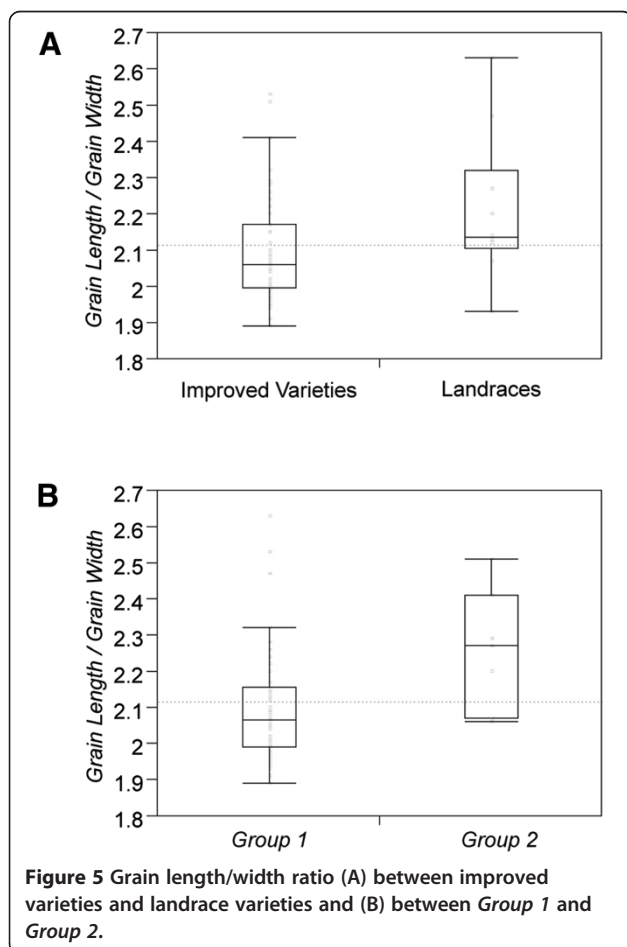 A
Grain Length / Grain Width
2.7
2.6
2.5
2.4
2.3
2.2
2.1
2
1.9
1.8
Improved Varieties
Landraces
B
Grain Length / Grain Width
2.7
2.6
2.5
2.4
2.3
2.2
2.1
2
1.9
1.8
Group 1
Group 2
Figure 5 Grain length/width ratio (A) between improved
varieties and landrace varieties and (B) between Group 1 and
Group 2.